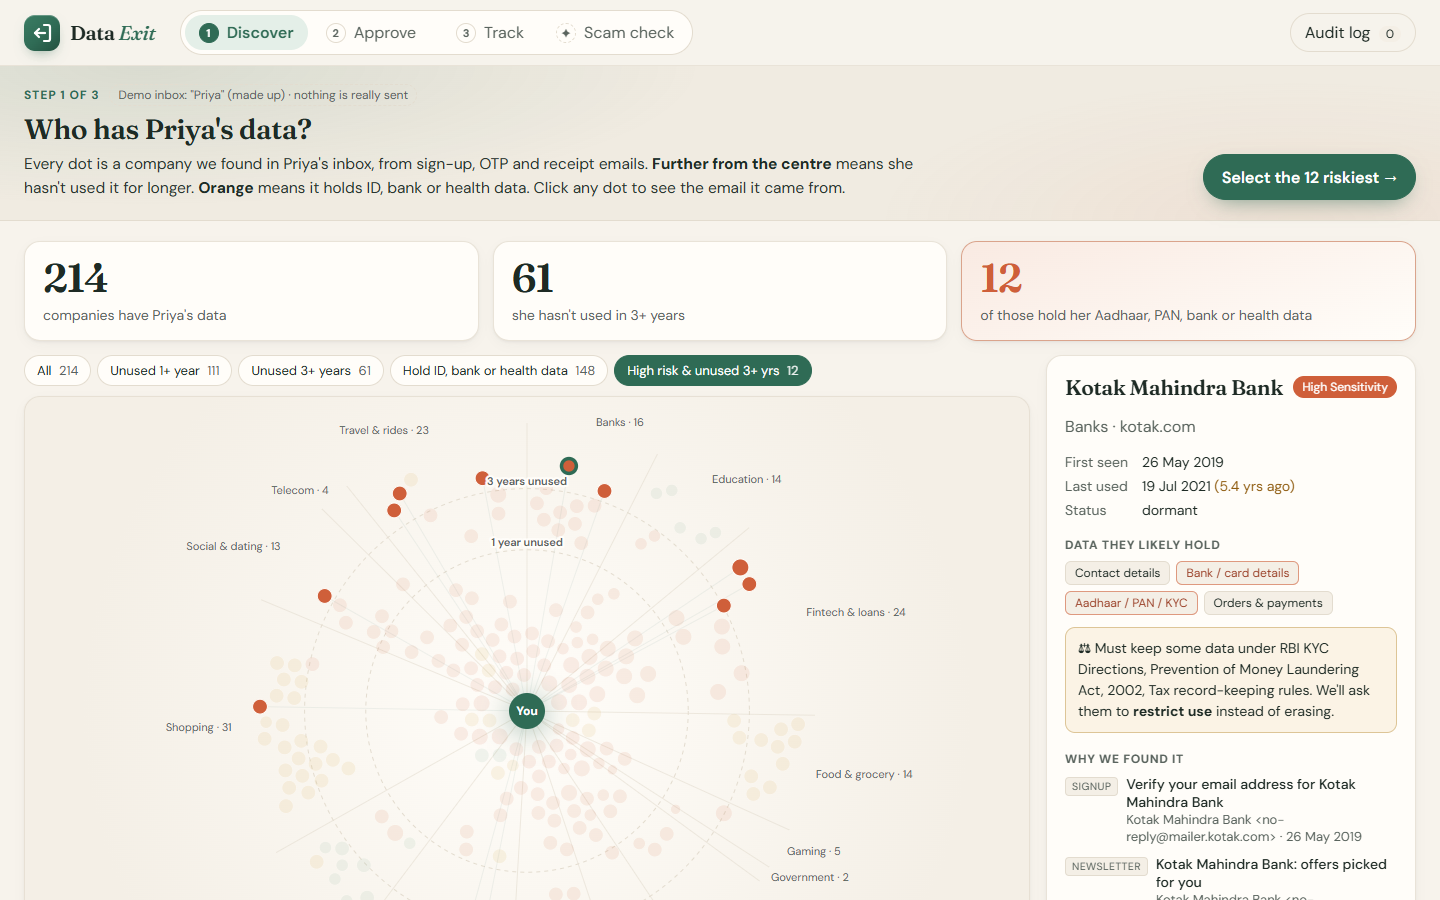 Data Exit
1 Discover
2 Approve
3 Track
✦ Scam check
Audit log 0
STEP 1 OF 3 Demo inbox: "Priya" (made up) · nothing is really sent
Who has Priya's data?
Every dot is a company we found in Priya's inbox, from sign-up, OTP and receipt emails. Further from the centre means she
hasn't used it for longer. Orange means it holds ID, bank or health data. Click any dot to see the email it came from.
Select the 12 riskiest →
214
companies have Priya's data
61
she hasn't used in 3+ years
12
of those hold her Aadhaar, PAN, bank or health data
All 214
Unused 1+ year 111
Unused 3+ years 61
Hold ID, bank or health data 148
High risk & unused 3+ yrs 12
Banks · 16
Travel & rides · 23
Education · 14
Telecom · 4
3 years unused
1 year unused
Social & dating · 13
Fintech & loans · 24
You
Shopping · 31
Food & grocery · 14
Gaming · 5
Government · 2
Kotak Mahindra Bank High Sensitivity
Banks · kotak.com
First seen 26 May 2019
Last used 19 Jul 2021 (5.4 yrs ago)
Status dormant
DATA THEY LIKELY HOLD
Contact details
Bank / card details
Aadhaar / PAN / KYC
Orders & payments
⚖ Must keep some data under RBI KYC
Directions, Prevention of Money Laundering
Act, 2002, Tax record-keeping rules. We'll ask
them to restrict use instead of erasing.
WHY WE FOUND IT
SIGNUP Verify your email address for Kotak
Mahindra Bank
Kotak Mahindra Bank <no-
reply@mailer.kotak.com> · 26 May 2019
NEWSLETTER Kotak Mahindra Bank: offers picked
for you
Kotak Mahindra Bank <no-